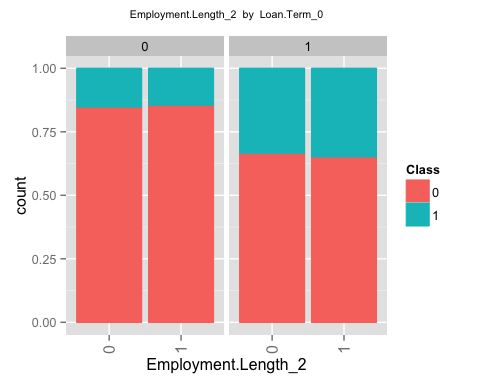 Employment.Length_2 by Loan.Term_0
0 1
1.00
0.75
0.50
0.25
0.00
count
0 1 0 1
Employment.Length_2
Class
0
1